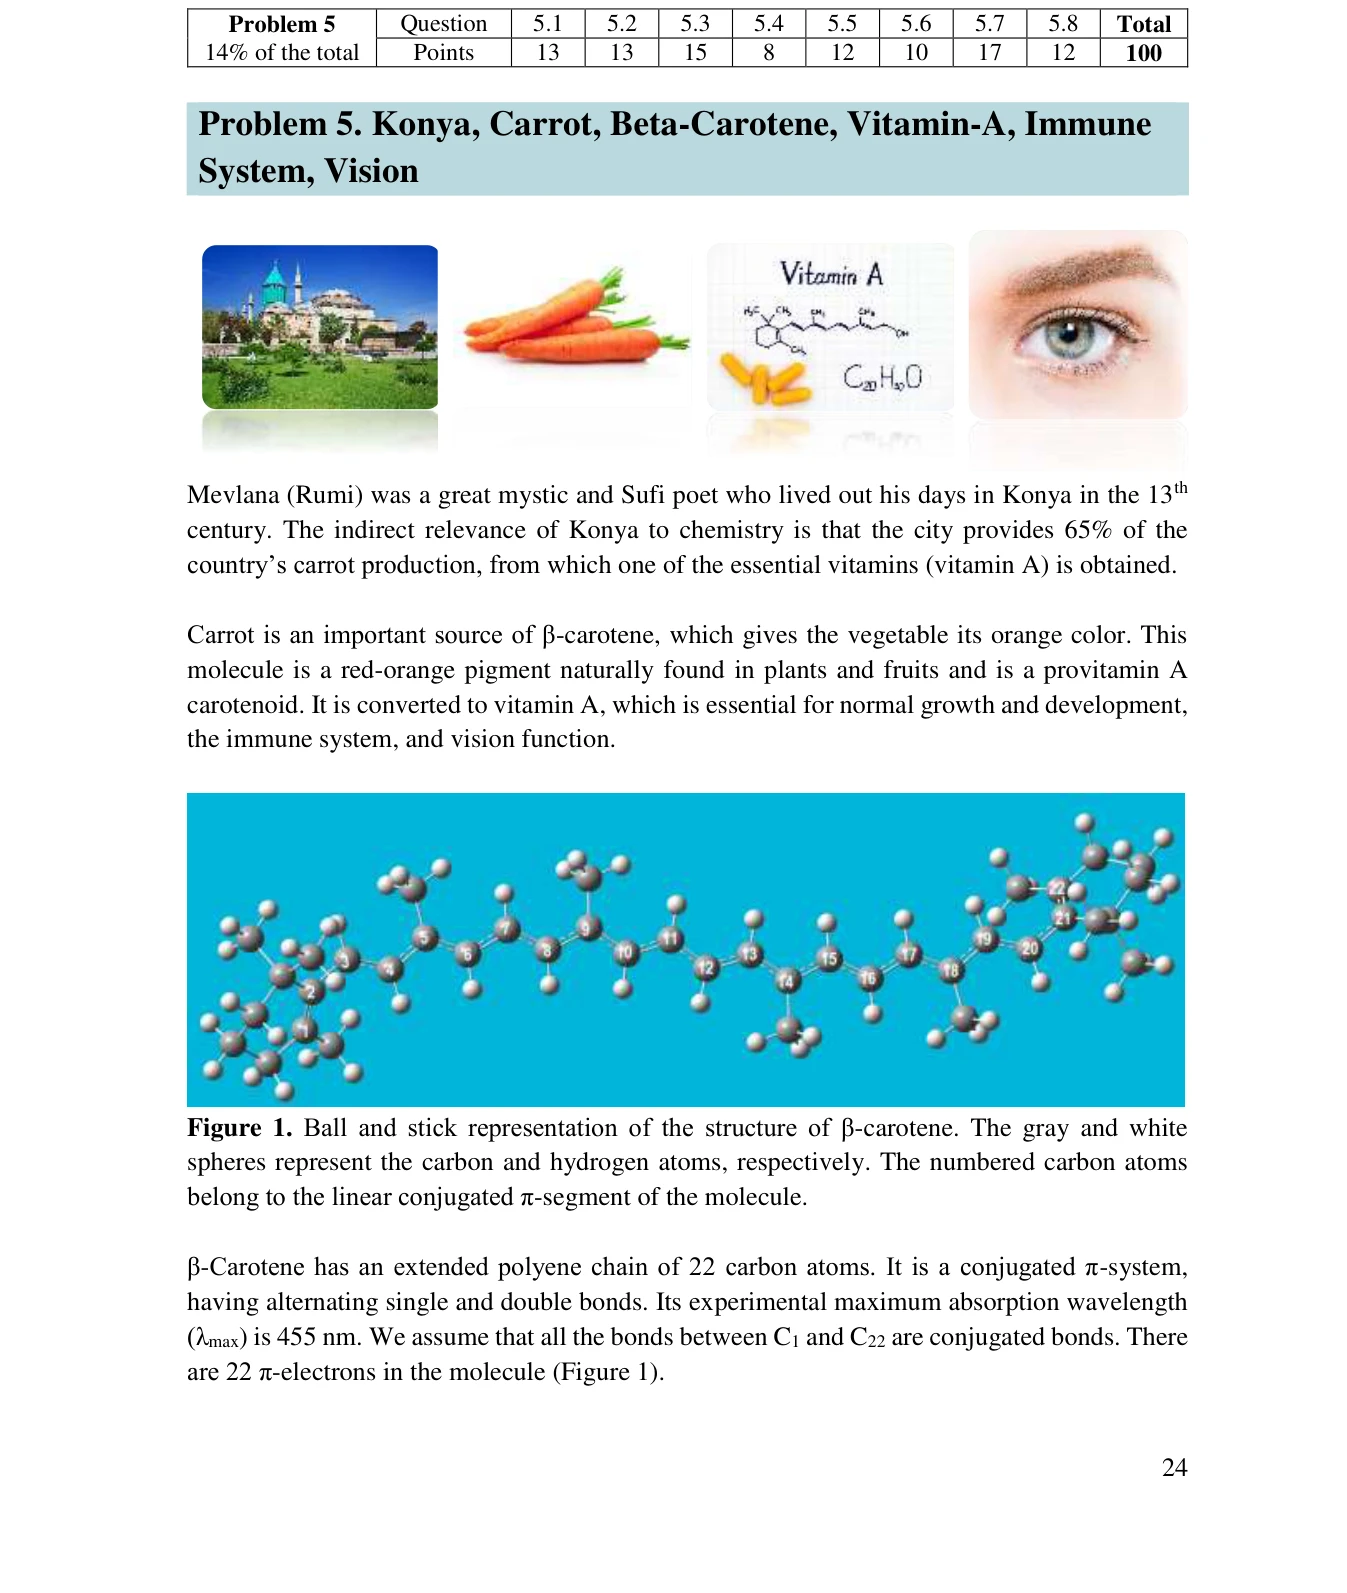 Problem 5 Question 5.1 5.2 5.3 5.4 5.5 5.6 5.7 5.8 Total
14% of the total Points 13 13 15 8 12 10 17 12 100
Problem 5. Konya, Carrot, Beta-Carotene, Vitamin-A, Immune
System, Vision
Vitamin A
H₃C CH₃ CH₃ CH₃
OH
CH₃
C₂₀H₃₀O
Mevlana (Rumi) was a great mystic and Sufi poet who lived out his days in Konya in the 13th
century. The indirect relevance of Konya to chemistry is that the city provides 65% of the
country’s carrot production, from which one of the essential vitamins (vitamin A) is obtained.
Carrot is an important source of β-carotene, which gives the vegetable its orange color. This
molecule is a red-orange pigment naturally found in plants and fruits and is a provitamin A
carotenoid. It is converted to vitamin A, which is essential for normal growth and development,
the immune system, and vision function.
1 2 3 4 5 6 7 8 9 10 11 12 13 14 15 16 17 18 19 20 21 22
Figure 1. Ball and stick representation of the structure of β-carotene. The gray and white
spheres represent the carbon and hydrogen atoms, respectively. The numbered carbon atoms
belong to the linear conjugated π-segment of the molecule.
β-Carotene has an extended polyene chain of 22 carbon atoms. It is a conjugated π-system,
having alternating single and double bonds. Its experimental maximum absorption wavelength
(λmax) is 455 nm. We assume that all the bonds between C1 and C22 are conjugated bonds. There
are 22 π-electrons in the molecule (Figure 1).
24